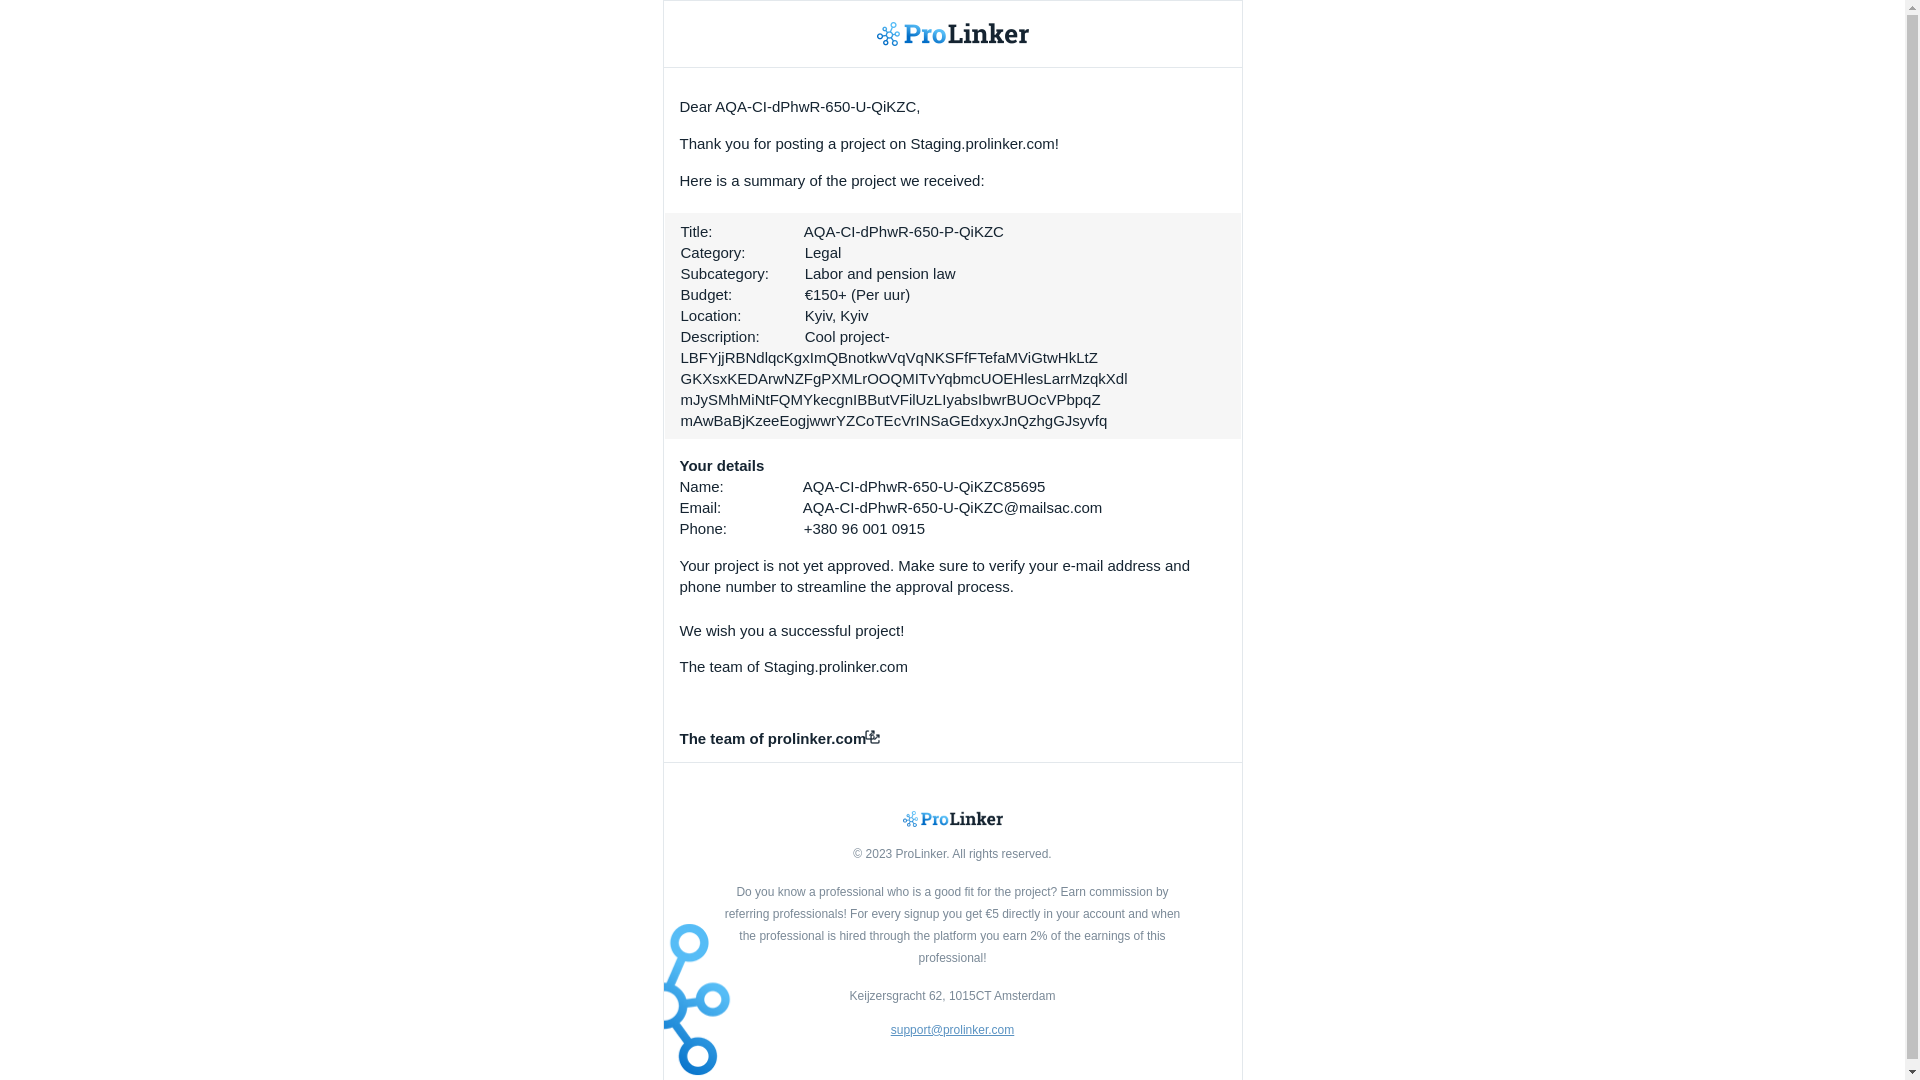 ProLinker
Dear AQA-CI-dPhwR-650-U-QiKZC,
Thank you for posting a project on Staging.prolinker.com!
Here is a summary of the project we received:
Title: AQA-CI-dPhwR-650-P-QiKZC
Category: Legal
Subcategory: Labor and pension law
Budget: €150+ (Per uur)
Location: Kyiv, Kyiv
Description: Cool project-
LBFYjjRBNdlqcKgxImQBnotkwVqVqNKSFfFTefaMViGtwHkLtZ
GKXsxKEDArwNZFgPXMLrOOQMITvYqbmcUOEHlesLarrMzqkXdl
mJySMhMiNtFQMYkecgnIBButVFilUzLIyabsIbwrBUOcVPbpqZ
mAwBaBjKzeeEogjwwrYZCoTEcVrINSaGEdxyxJnQzhgGJsyvfq
Your details
Name: AQA-CI-dPhwR-650-U-QiKZC85695
Email: AQA-CI-dPhwR-650-U-QiKZC@mailsac.com
Phone: +380 96 001 0915
Your project is not yet approved. Make sure to verify your e-mail address and
phone number to streamline the approval process.
We wish you a successful project!
The team of Staging.prolinker.com
The team of prolinker.com
ProLinker
© 2023 ProLinker. All rights reserved.
Do you know a professional who is a good fit for the project? Earn commission by
referring professionals! For every signup you get €5 directly in your account and when
the professional is hired through the platform you earn 2% of the earnings of this
professional!
Keijzersgracht 62, 1015CT Amsterdam
support@prolinker.com